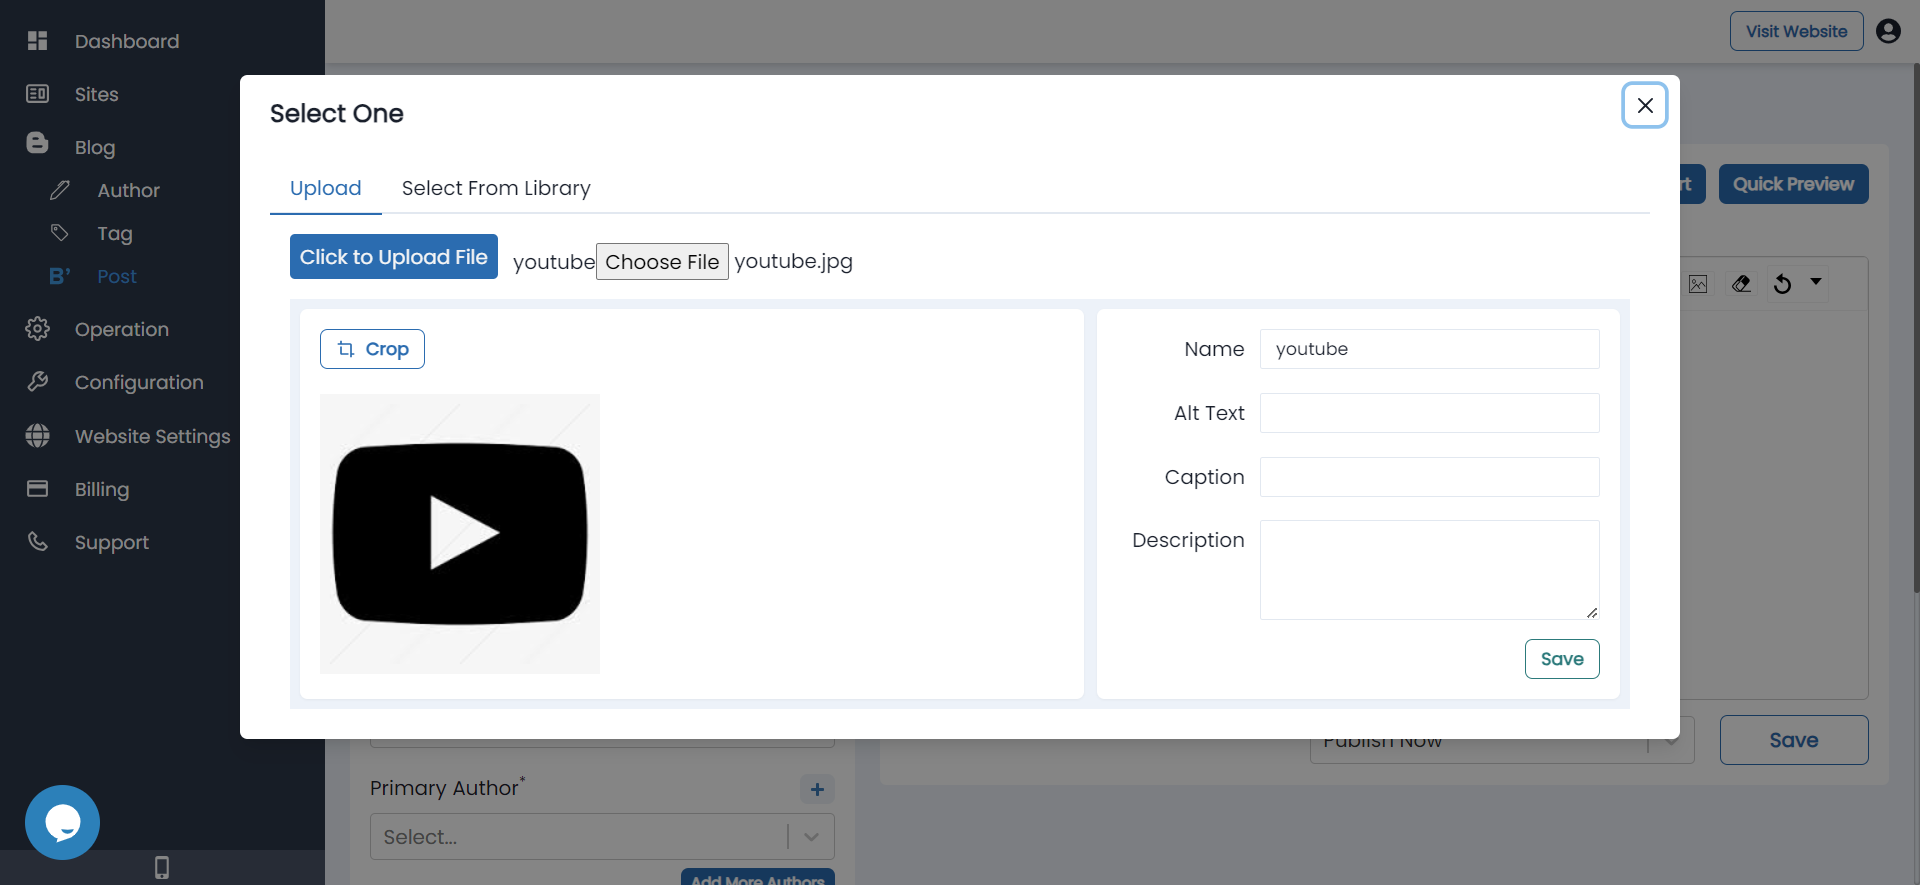 Dashboard
Sites
Blog
Author
Tag
Post
Operation
Configuration
Website Settings
Billing
Support
Visit Website
Select One
Upload
Select From Library
Click to Upload File
youtube
Choose File
youtube.jpg
Crop
Name
youtube
Alt Text
Caption
Description
Save
Quick Preview
Publish Now
Save
Primary Author*
Select...
Add More Authors